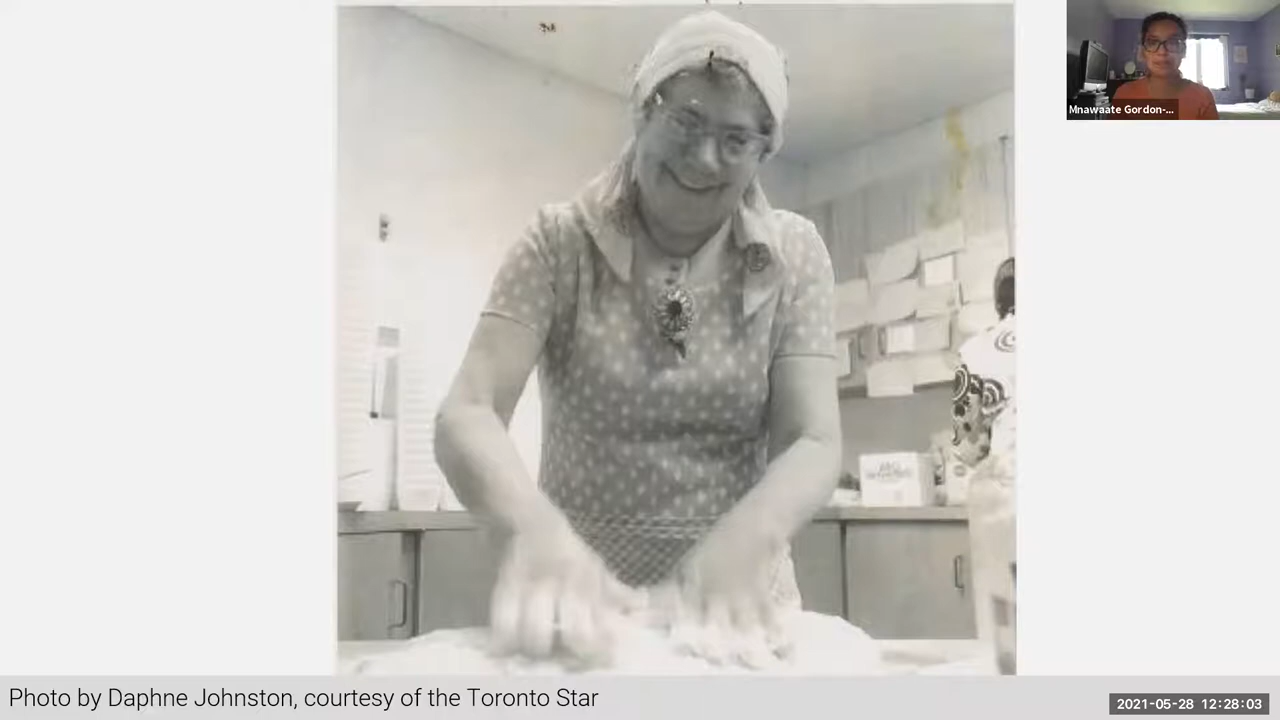 Mnawaate Gordon-...
Photo by Daphne Johnston, courtesy of the Toronto Star
2021-05-28 12:28:03